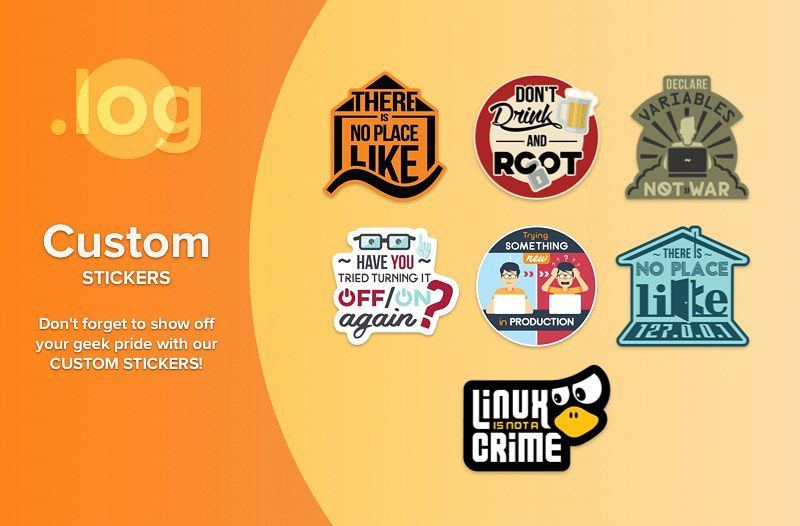 .log
Custom
STICKERS
Don't forget to show off
your geek pride with our
CUSTOM STICKERS!
THERE
IS
NO PLACE
LIKE
DON'T
Drink
AND
ROOT
DECLARE
VARIABLES
~
NOT WAR
~ HAVE YOU ~
TRIED TURNING IT
OFF/ON
again?
Trying
SOMETHING
new
in PRODUCTION
~ THERE IS ~
NO PLACE
like
127.0.0.1
LINUX
IS NOT A
CRIME